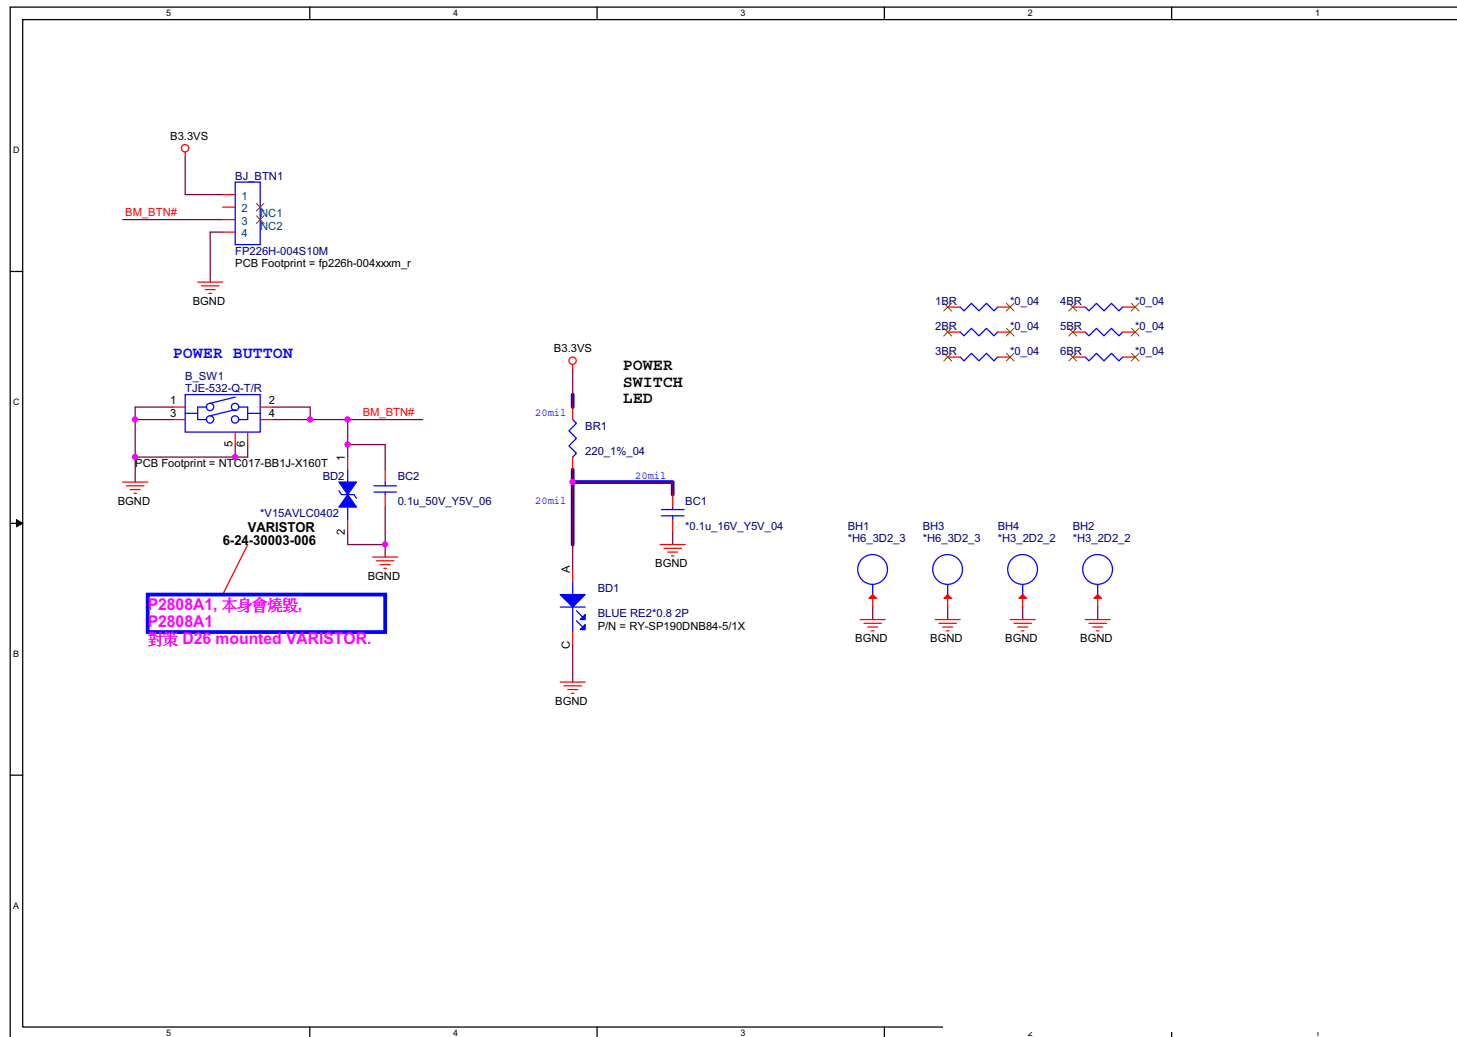 5 4 3 2 1
D
B3.3VS
BJ_BTN1
1
2
3
4
NC1
NC2
BM_BTN#
FP226H-004S10M
PCB Footprint = fp226h-004xxxm_r
BGND
1BR *0_04 4BR *0_04
2BR *0_04 5BR *0_04
3BR *0_04 6BR *0_04
C
POWER BUTTON
B_SW1
TJE-532-Q-T/R
1 2
3 4
5 6
BM_BTN#
PCB Footprint = NTC017-BB1J-X160T
BGND
1
BD2
2
*V15AVLC0402
VARISTOR
6-24-30003-006
BC2
0.1u_50V_Y5V_06
BGND
P2808A1, 本身會燒毀,
P2808A1
對策 D26 mounted VARISTOR.
B3.3VS
POWER
SWITCH
LED
20mil
BR1
220_1%_04
20mil
20mil
BC1
*0.1u_16V_Y5V_04
BGND
A
BD1
BLUE RE2*0.8 2P
P/N = RY-SP190DNB84-5/1X
C
BGND
BH1 BH3 BH4 BH2
*H6_3D2_3 *H6_3D2_3 *H3_2D2_2 *H3_2D2_2
BGND BGND BGND BGND
B
A
5 4 3